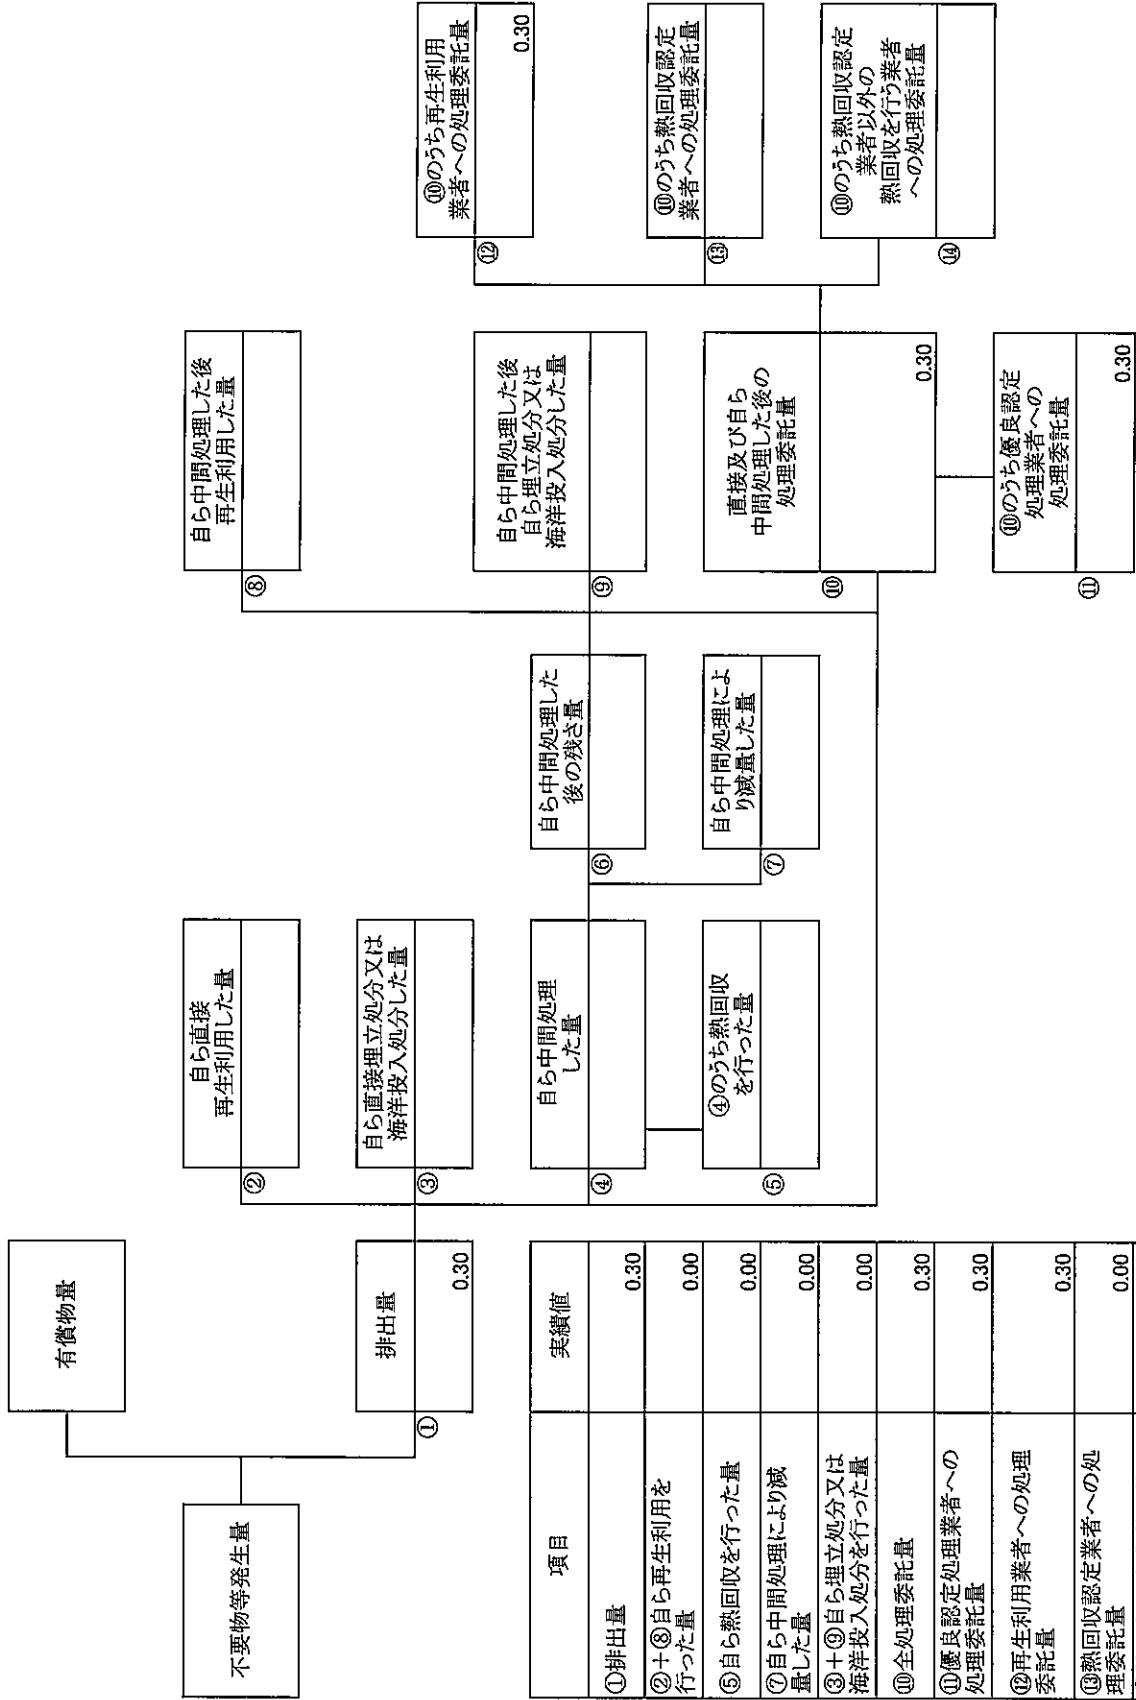 有償物量
不要物等発生量
排出量
①
0.30
自ら直接
再生利用した量
②
自ら直接埋立処分又は
海洋投入処分した量
③
自ら中間処理
した量
④
④のうち熱回収
を行った量
⑤
自ら中間処理した
後の残さ量
⑥
自ら中間処理によ
り減量した量
⑦
自ら中間処理した後
再生利用した量
⑧
自ら中間処理した後
自ら埋立処分又は
海洋投入処分した量
⑨
直接及び自ら
中間処理した後の
処理委託量
⑩
0.30
⑩のうち優良認定
処理業者への
処理委託量
⑪
0.30
⑩のうち再生利用
業者への処理委託量
⑫
0.30
⑩のうち熱回収認定
業者への処理委託量
⑬
⑩のうち熱回収認定
業者以外の
熱回収を行う業者
への処理委託量
⑭
項目 実績値
①排出量 0.30
②+⑧自ら再生利用を
行った量 0.00
⑤自ら熱回収を行った量 0.00
⑦自ら中間処理により減
量した量 0.00
③+⑨自ら埋立処分又は
海洋投入処分を行った量 0.00
⑩全処理委託量 0.30
⑪優良認定処理業者への
処理委託量 0.30
⑫再生利用業者への処理
委託量 0.30
⑬熱回収認定業者への処
理委託量 0.00